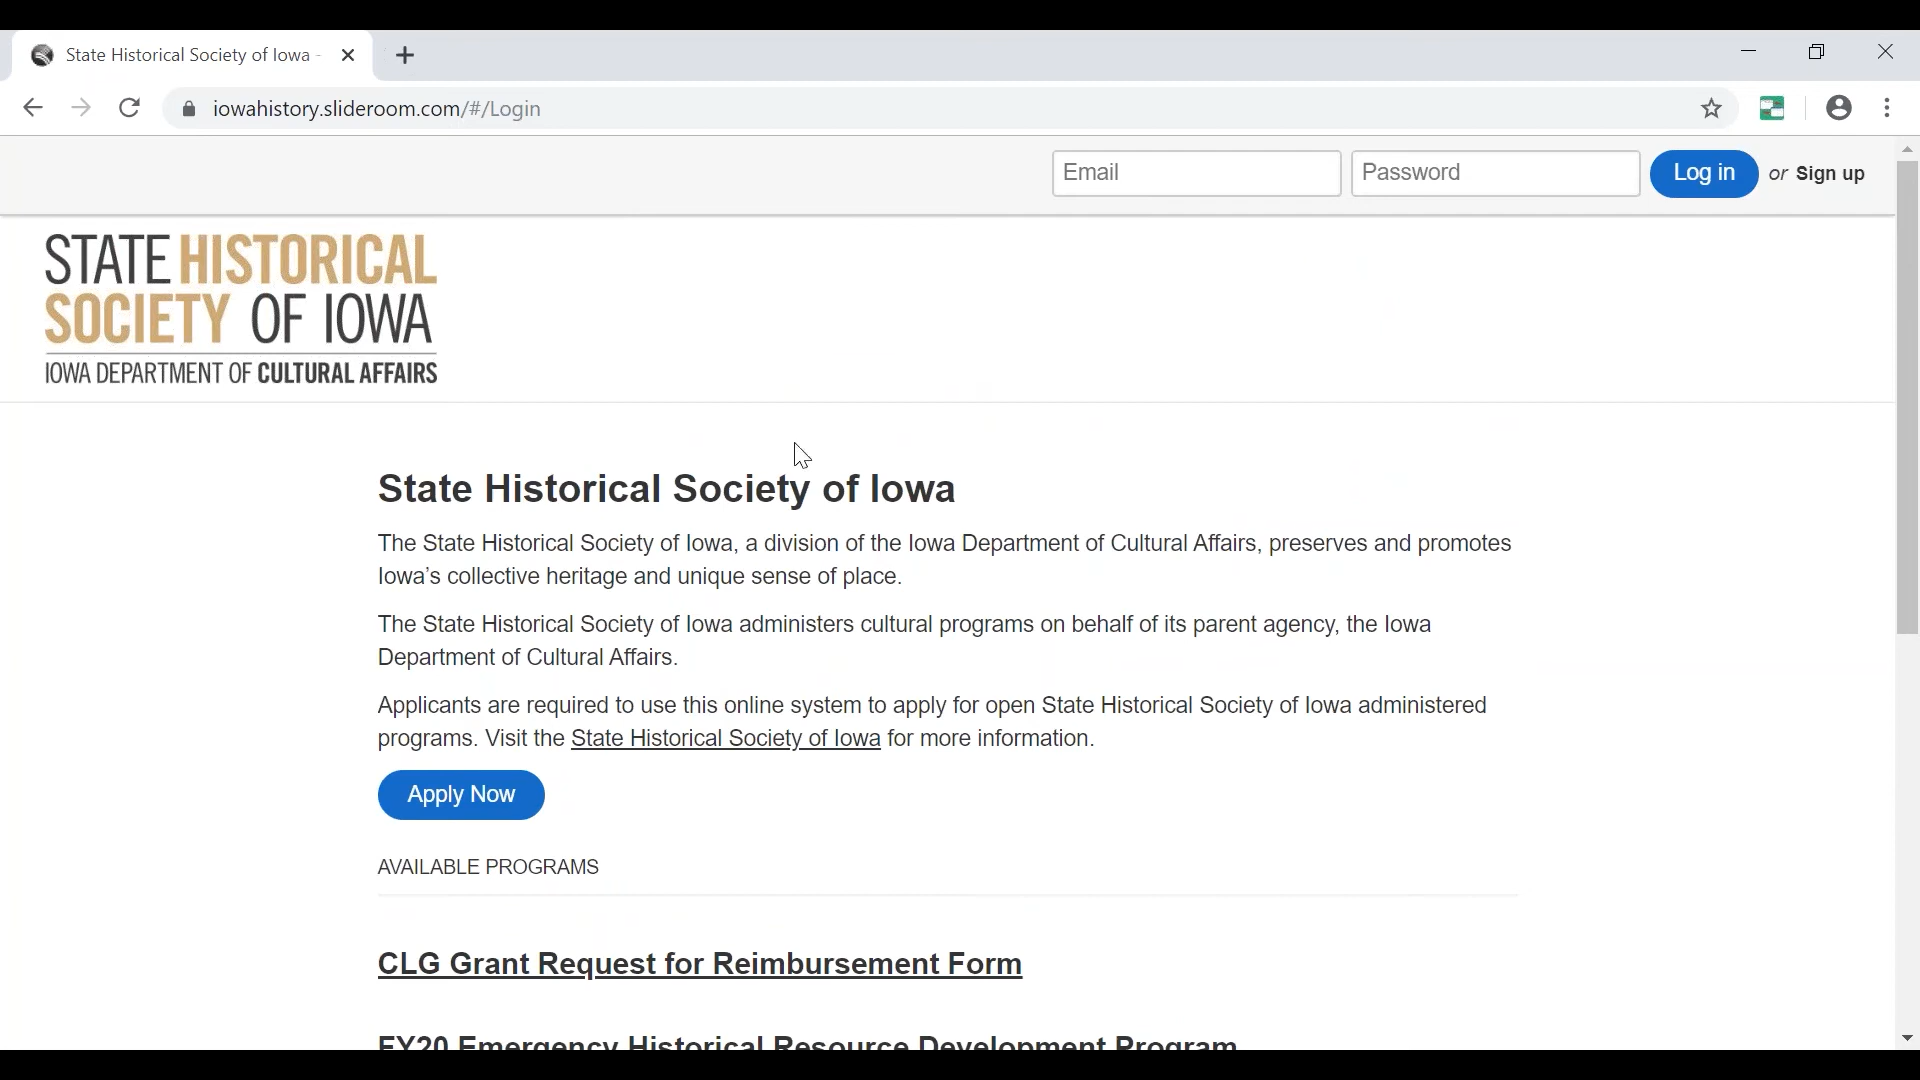 State Historical Society of Iowa -
iowahistory.slideroom.com/#/Login
Email
Password
Log in
or Sign up
STATE HISTORICAL
SOCIETY OF IOWA
IOWA DEPARTMENT OF CULTURAL AFFAIRS
State Historical Society of Iowa
The State Historical Society of Iowa, a division of the Iowa Department of Cultural Affairs, preserves and promotes
Iowa’s collective heritage and unique sense of place.
The State Historical Society of Iowa administers cultural programs on behalf of its parent agency, the Iowa
Department of Cultural Affairs.
Applicants are required to use this online system to apply for open State Historical Society of Iowa administered
programs. Visit the State Historical Society of Iowa for more information.
Apply Now
AVAILABLE PROGRAMS
CLG Grant Request for Reimbursement Form
FY20 Emergency Historical Resource Development Program